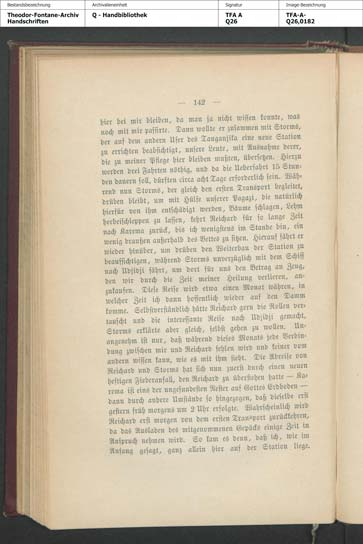 Bestandsbezeichnung
Theodor-Fontane-Archiv
Handschriften
Archivalieneinheit
Q - Handbibliothek
Signatur
TFA A
Q26
Image-Bezeichnung
TFA-A-
Q26,0182
— 142 —
hier bei mir bleiben, da man ja nicht wissen konnte, was
noch mit mir passirte. Dann wollte er zusammen mit Storms,
der auf dem andern Ufer des Tanganjika eine neue Station
zu errichten beabsichtigt, unsere Leute, mit Ausnahme derer,
die zu meiner Pflege hier bleiben mußten, übersetzen. Hierzu
werden drei Fahrten nöthig, und da die Ueberfahrt 15 Stun-
den dauern soll, dürften circa acht Tage erforderlich sein. Wäh-
rend nun Storms, der gleich den ersten Transport begleitet,
drüben bleibt, um mit Hülfe unserer Pagazi, die natürlich
hierfür von ihm entschädigt werden, Bäume schlagen, Lehm
herbeischleppen zu lassen, kehrt Reichard für so lange Zeit
nach Karema zurück, bis ich wenigstens im Stande bin, ein
wenig draußen außerhalb des Bettes zu sitzen. Hierauf fährt er
wieder hinüber, um drüben den Weiterbau der Station zu
beaufsichtigen, während Storms unverzüglich mit dem Schiff
nach Udjidji fährt, um dort für uns den Betrag an Zeug,
den wir durch die Zeit meiner Heilung verlieren, an-
zukaufen. Diese Reise wird etwa einen Monat währen, in
welcher Zeit ich dann hoffentlich wieder auf den Damm
komme. Selbstverständlich hätte Reichard gern die Rollen ver-
tauscht und die interessante Reise nach Udjidji gemacht,
Storms erklärte aber gleich, selbst gehen zu wollen. Un-
angenehm ist nur, daß während dieses Monats jede Verbin-
dung zwischen mir und Reichard fehlen wird und keiner vom
andern wissen kann, wie es mit ihm steht. Die Abreise von
Reichard und Storms hat sich nun zuerst durch einen neuen
heftigen Fieberanfall, den Reichard zu überstehen hatte — Ka-
rema ist eins der ungesundesten Nester auf Gottes Erdboden —
dann durch andere Umstände so hingezogen, daß dieselbe erst
gestern früh morgens um 2 Uhr erfolgte. Wahrscheinlich wird
Reichard erst morgen von dem ersten Transport zurückkehren,
da das Ausladen des mitgenommenen Gepäcks einige Zeit in
Anspruch nehmen wird. So kam es denn, daß ich, wie im
Anfang gesagt, ganz allein hier auf der Station liege.